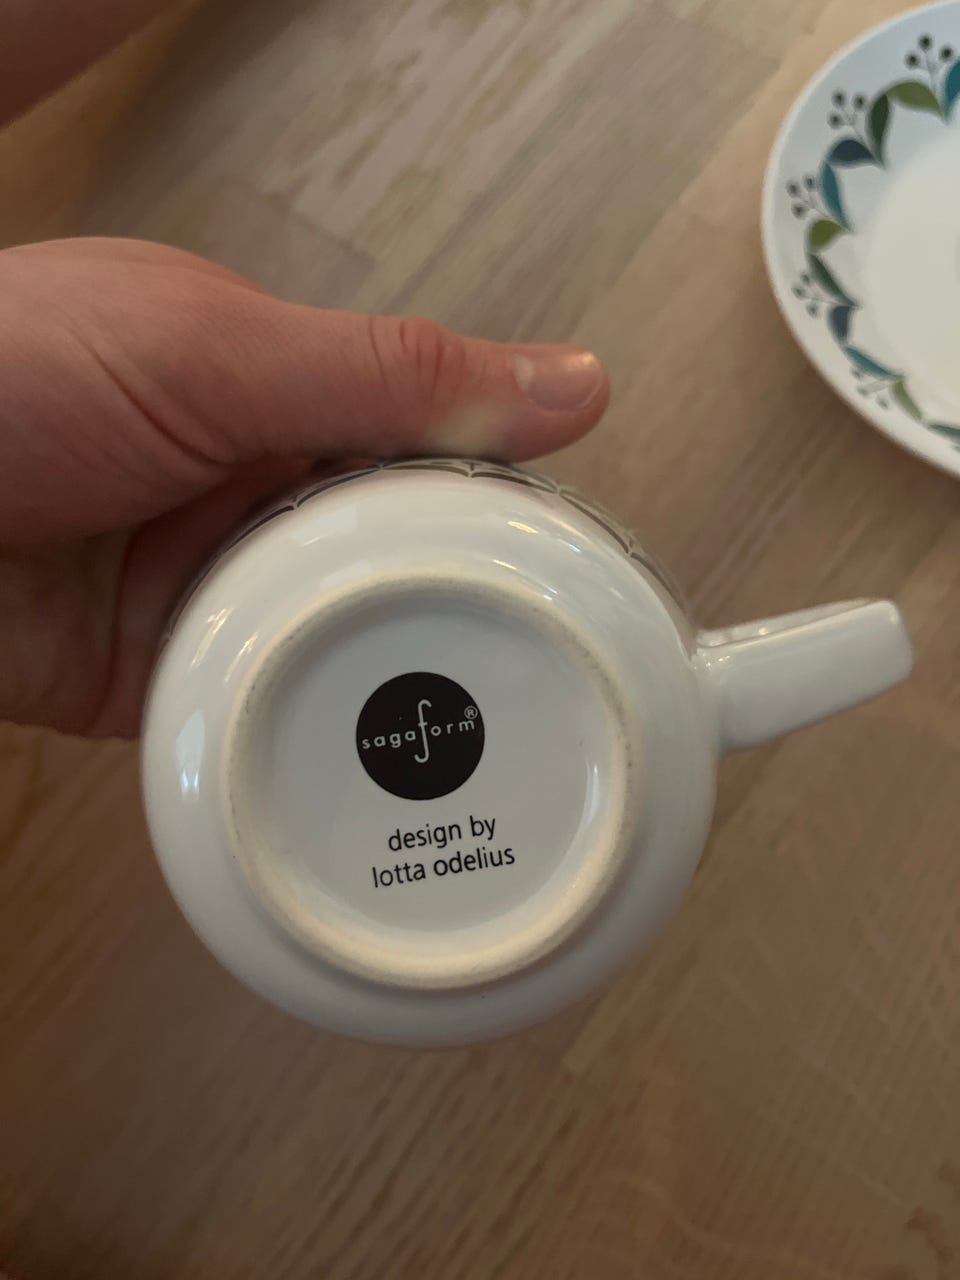 sagaform®
design by
lotta odelius